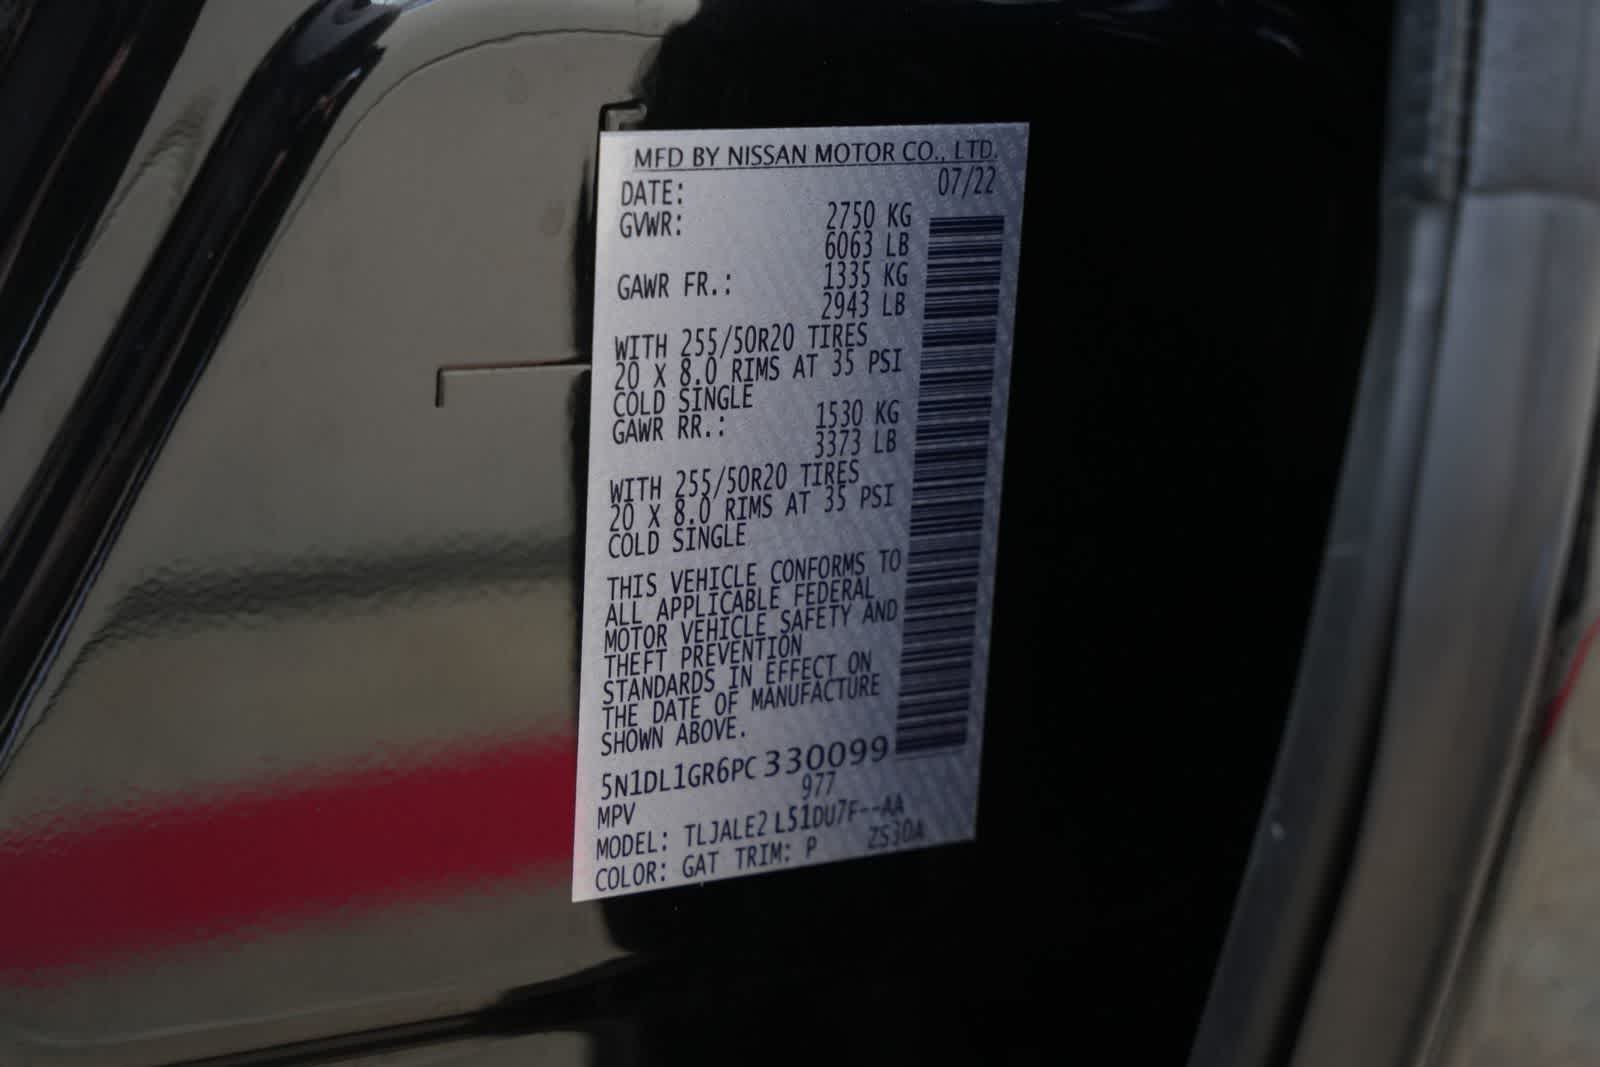 MFD BY NISSAN MOTOR CO., LTD.
DATE: 07/22
GVWR: 2750 KG
6063 LB
GAWR FR.: 1335 KG
2943 LB
WITH 255/50R20 TIRES
20 X 8.0 RIMS AT 35 PSI
COLD SINGLE
GAWR RR.: 1530 KG
3373 LB
WITH 255/50R20 TIRES
20 X 8.0 RIMS AT 35 PSI
COLD SINGLE
THIS VEHICLE CONFORMS TO
ALL APPLICABLE FEDERAL
MOTOR VEHICLE SAFETY AND
THEFT PREVENTION
STANDARDS IN EFFECT ON
THE DATE OF MANUFACTURE
SHOWN ABOVE.
5N1DL1GR6PC330099
MPV 977
MODEL: TLJALE2 L51DU7F--AA
COLOR: GAT TRIM: P ZS30A